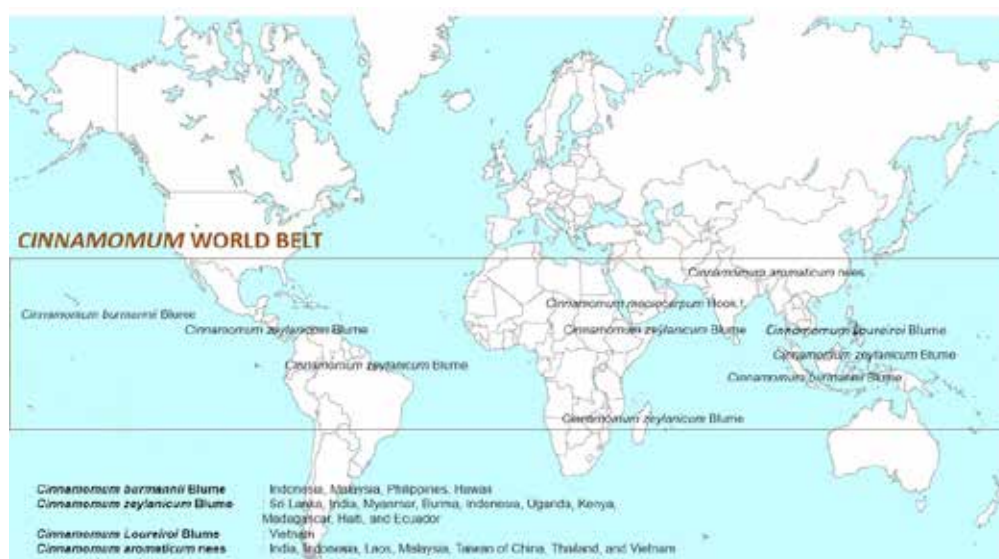 CINNAMOMUM WORLD BELT
Cinnamomum aromaticum nees
Cinnamomum burmannii Blume
Cinnamomum Hook.f.
Cinnamomum zeylanicum Blume
Cinnamomum zeylanicum Blume
Cinnamomum Loureiroi Blume
Cinnamomum zeylanicum Blume
Cinnamomum zeylanicum Blume
Cinnamomum burmannii Blume
Cinnamomum zeylanicum Blume
Cinnamomum burmannii Blume Indonesia, Malaysia, Philippines, Hawaii
Cinnamomum zeylanicum Blume Sri Lanka, India, Myanmar, Burma, Indonesia, Uganda, Kenya,
Madagascar, Haiti, and Ecuador
Cinnamomum Loureiroi Blume Vietnam
Cinnamomum aromaticum nees India, Indonesia, Laos, Malaysia, Taiwan of China, Thailand, and Vietnam